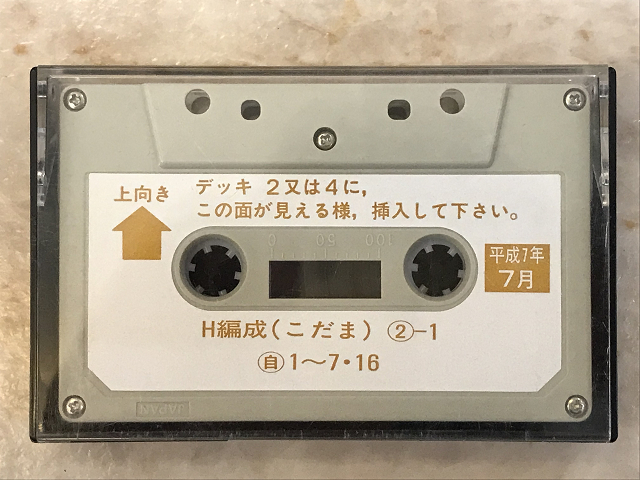 上向き
デッキ 2又は4に,
この面が見える様, 挿入して下さい。
0 50 100
平成7年
7月
H編成(こだま) ②-1
�| 自 1〜7・16
JAPAN